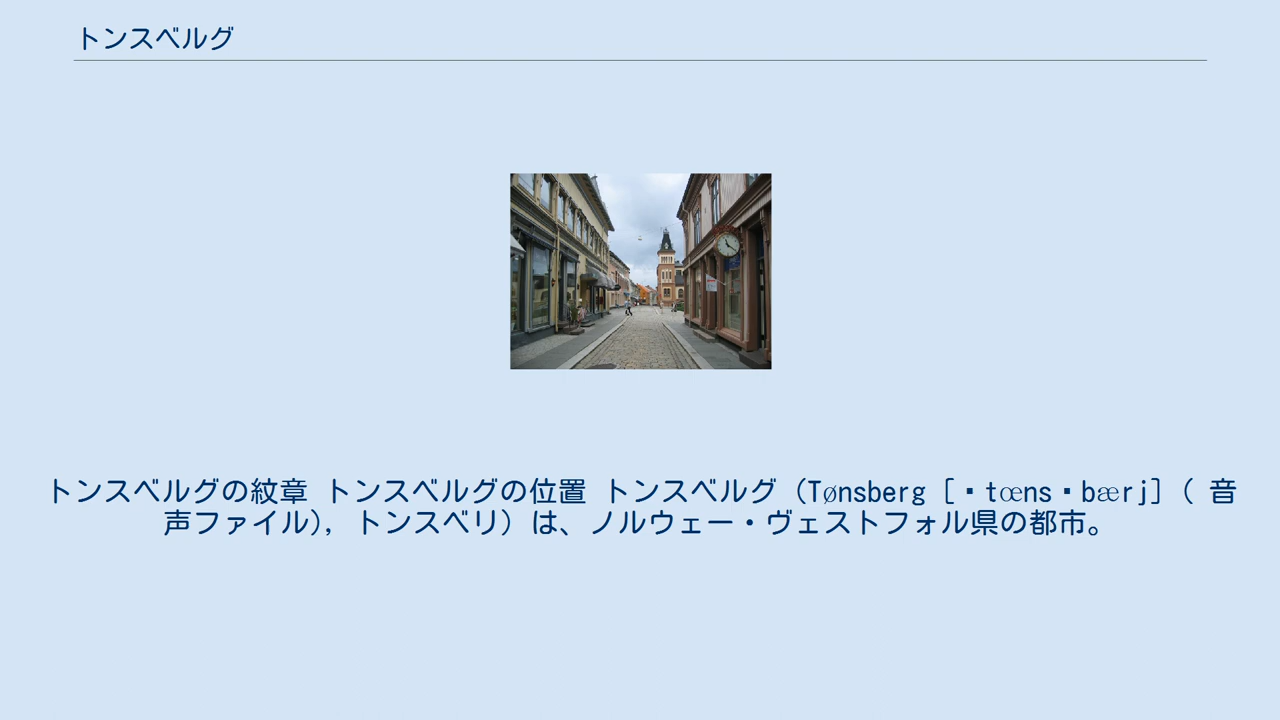 トンスベルグ
トンスベルグの紋章 トンスベルグの位置 トンスベルグ（Tønsberg [▪tœns▪bærj]（ 音
声ファイル), トンスベリ）は、ノルウェー・ヴェストフォル県の都市。